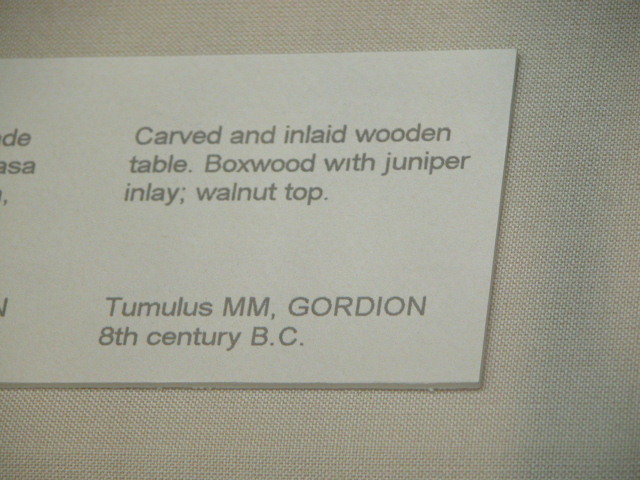 Carved and inlaid wooden
table. Boxwood with juniper
inlay; walnut top.
Tumulus MM, GORDION
8th century B.C.